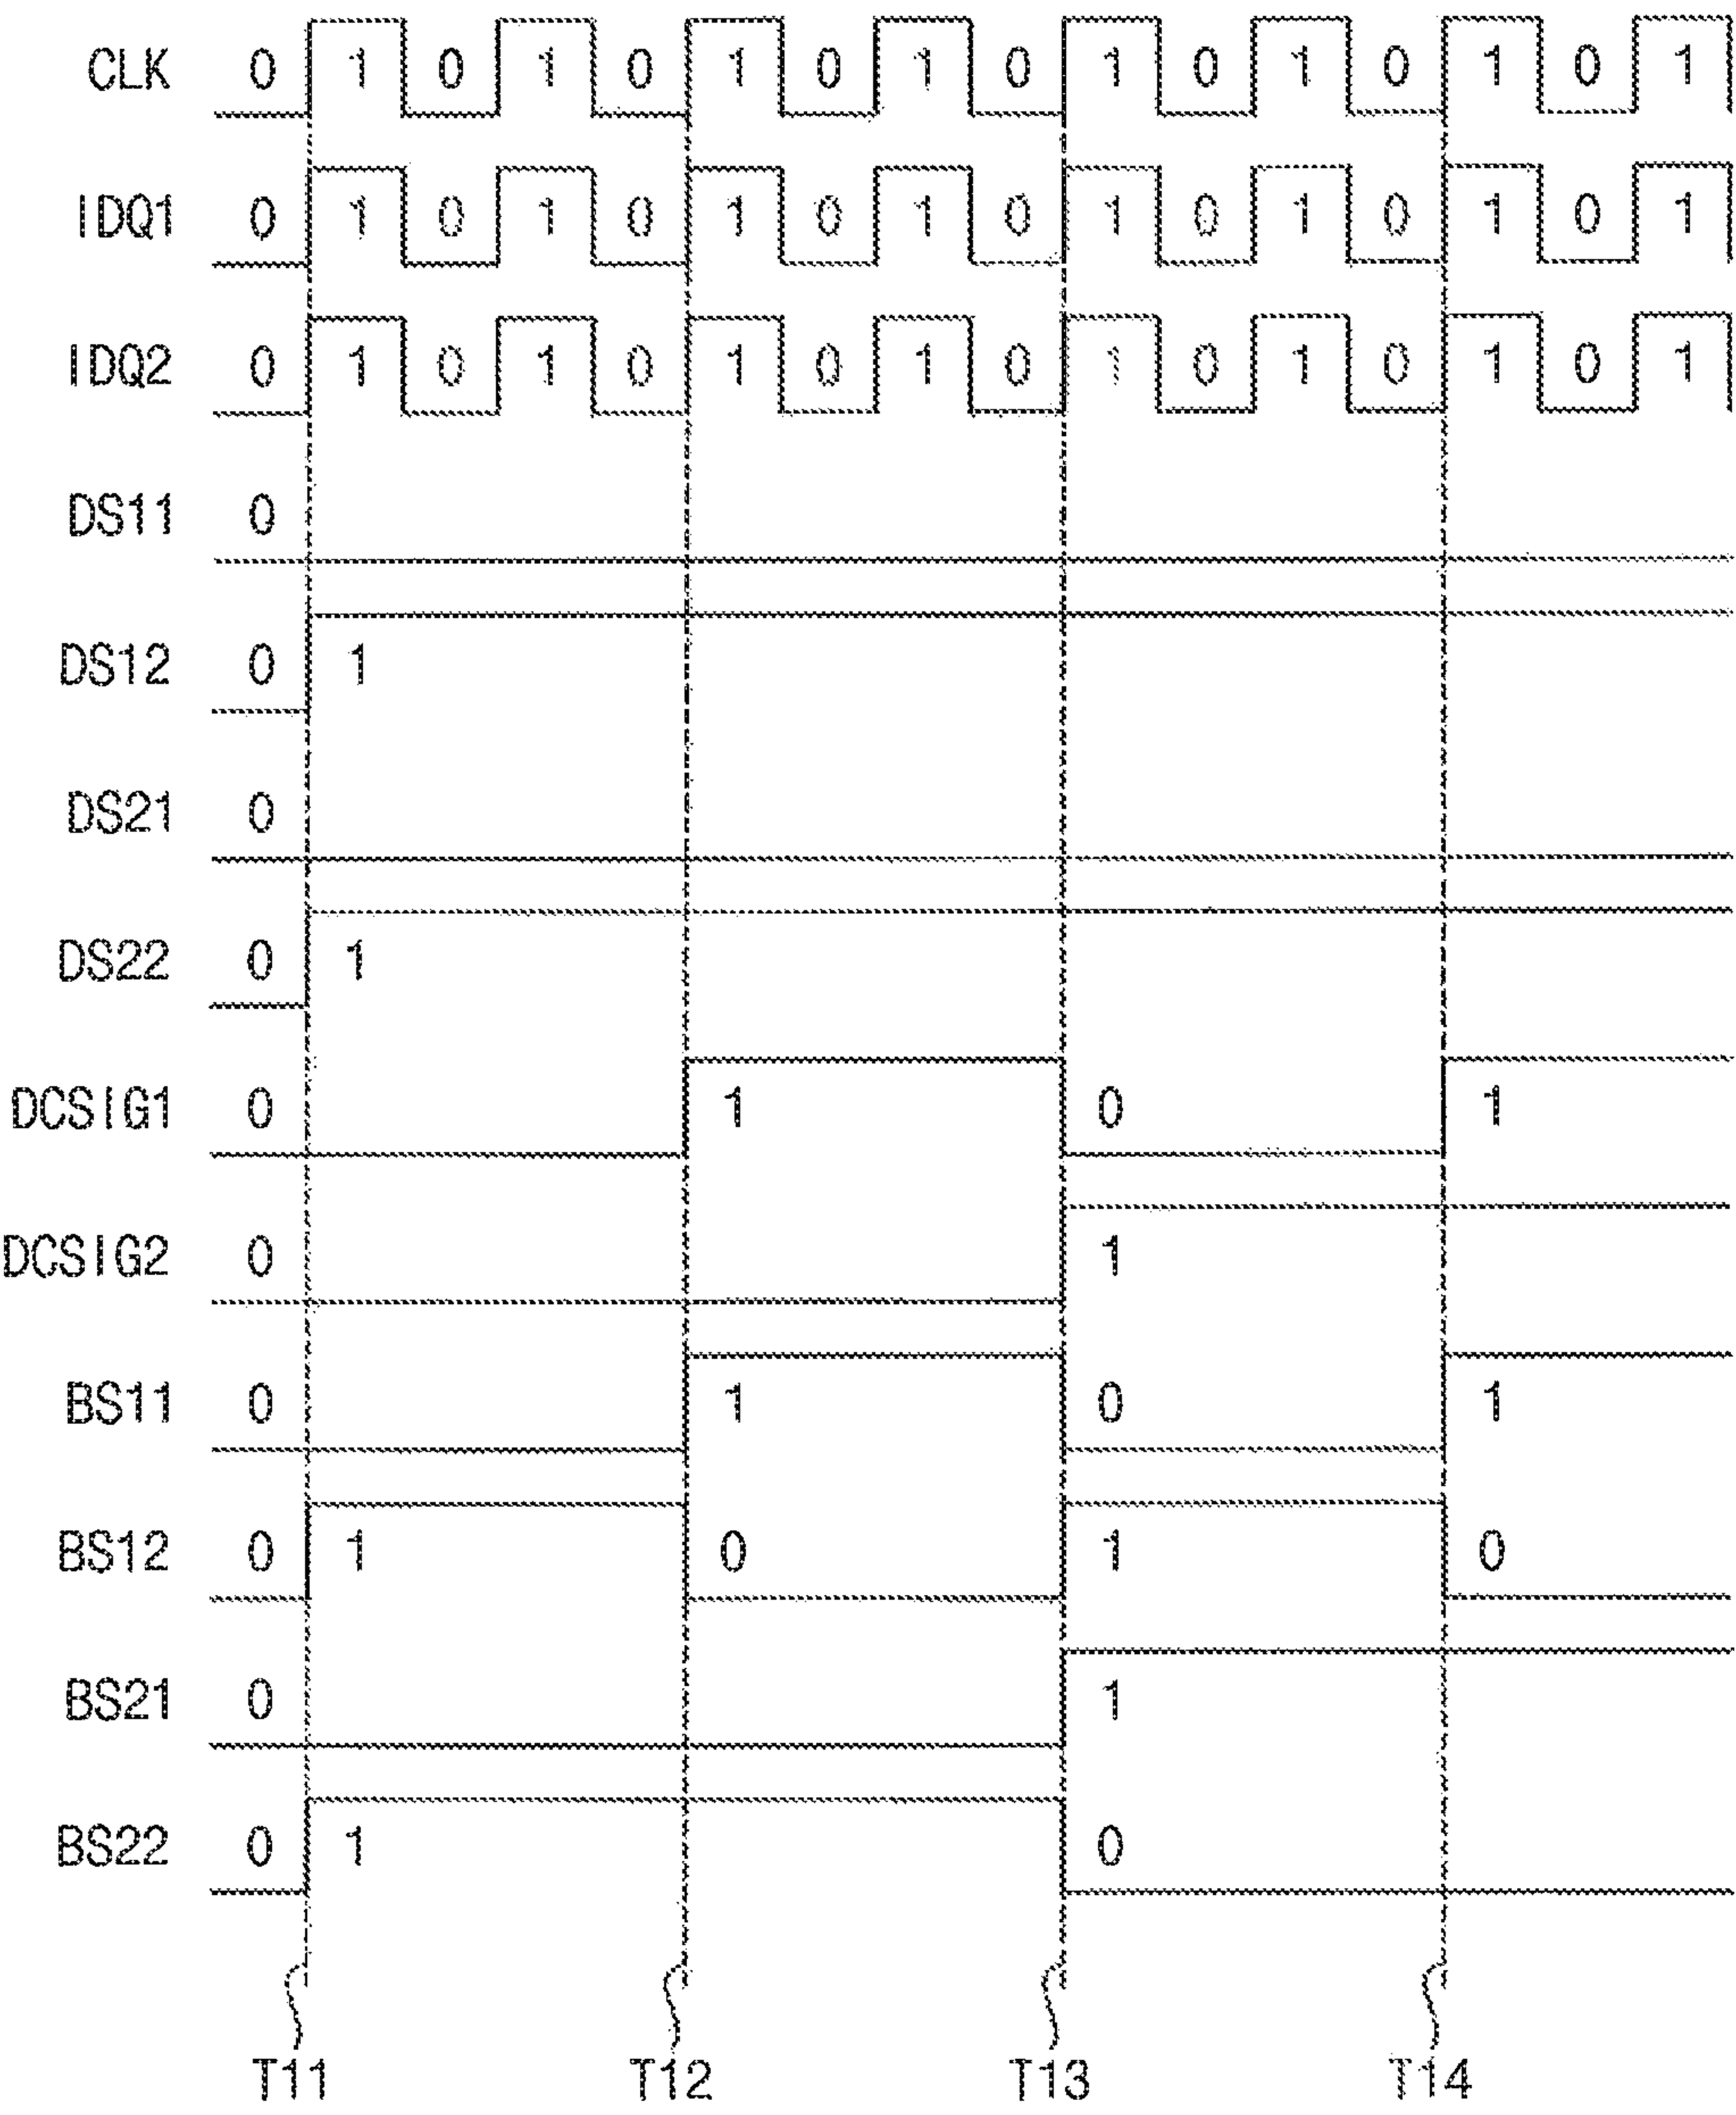 CLK 0 1 0 1 0 1 0 1 0 1 0 1 0 1 0 1
IDQ1 0 1 0 1 0 1 0 1 0 1 0 1 0 1 0 1
IDQ2 0 1 0 1 0 1 0 1 0 1 0 1 0 1 0 1
DS11 0
DS12 0 1
DS21 0
DS22 0 1
DCSIG1 0 1 0 1
DCSIG2 0 1
BS11 0 1 0 1
BS12 0 1 0 1 0
BS21 0 1
BS22 0 1 0
T11 T12 T13 T14